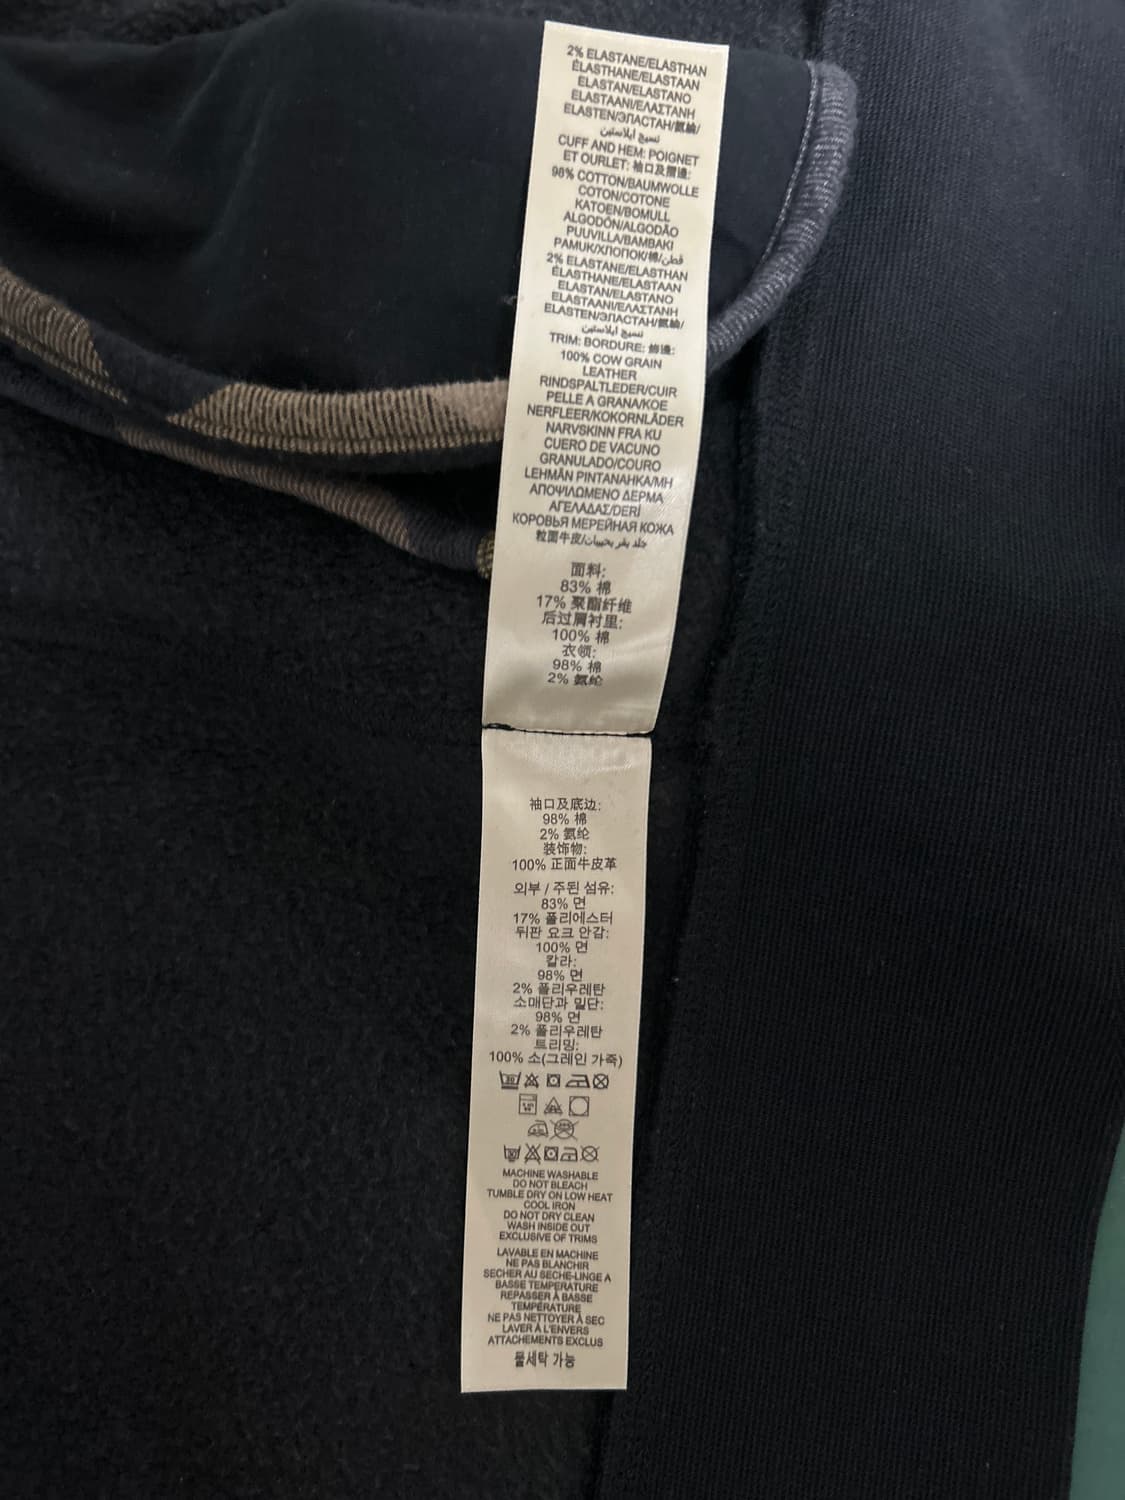 2% ELASTANE/ELASTHAN
ÉLASTHANE/ELASTAAN
ELASTAN/ELASTANO
ELASTAANI/ΕΛΑΣΤΑΝΗ
ELASTEN/ЭЛАСТАН/氨綸/
نسيج ايلاستين
CUFF AND HEM: POIGNET
ET OURLET: 袖口及摺邊:
98% COTTON/BAUMWOLLE
COTON/COTONE
KATOEN/BOMULL
ALGODÓN/ALGODÃO
PUUVILLA/BAMBAKI
PAMUK/ХЛОПОК/棉/قطن
2% ELASTANE/ELASTHAN
ÉLASTHANE/ELASTAAN
ELASTAN/ELASTANO
ELASTAANI/ΕΛΑΣΤΑΝΗ
ELASTEN/ЭЛАСТАН/氨綸/
نسيج ايلاستين
TRIM: BORDURE: 飾邊:
100% COW GRAIN
LEATHER
RINDSPALTLEDER/CUIR
PELLE A GRANA/KOE
NERFLEER/KOKORNLÄDER
NARVSKINN FRA KU
CUERO DE VACUNO
GRANULADO/COURO
LEHMÄN PINTANAHKA/ΜΗ
ΑΠΟΨΙΛΩΜΕΝΟ ΔΕΡΜΑ
ΑΓΕΛΑΔΑΣ/DERİ
КОРОВЬЯ МЕРЕЙНАЯ КОЖА
粒面牛皮/جلد بقر بحبيبات
面料:
83% 棉
17% 聚酯纤维
后过肩衬里:
100% 棉
衣领:
98% 棉
2% 氨纶
袖口及底边:
98% 棉
2% 氨纶
装饰物:
100% 正面牛皮革
외부 / 주된 섬유:
83% 면
17% 폴리에스터
뒤판 요크 안감:
100% 면
칼라:
98% 면
2% 폴리우레탄
소매단과 밑단:
98% 면
2% 폴리우레탄
트리밍:
100% 소(그레인 가죽)
MACHINE WASHABLE
DO NOT BLEACH
TUMBLE DRY ON LOW HEAT
COOL IRON
DO NOT DRY CLEAN
WASH INSIDE OUT
EXCLUSIVE OF TRIMS
LAVABLE EN MACHINE
NE PAS BLANCHIR
SECHER AU SECHE-LINGE A
BASSE TEMPERATURE
REPASSER À BASSE
TEMPÉRATURE
NE PAS NETTOYER À SEC
LAVER À L'ENVERS
ATTACHEMENTS EXCLUS
물세탁 가능